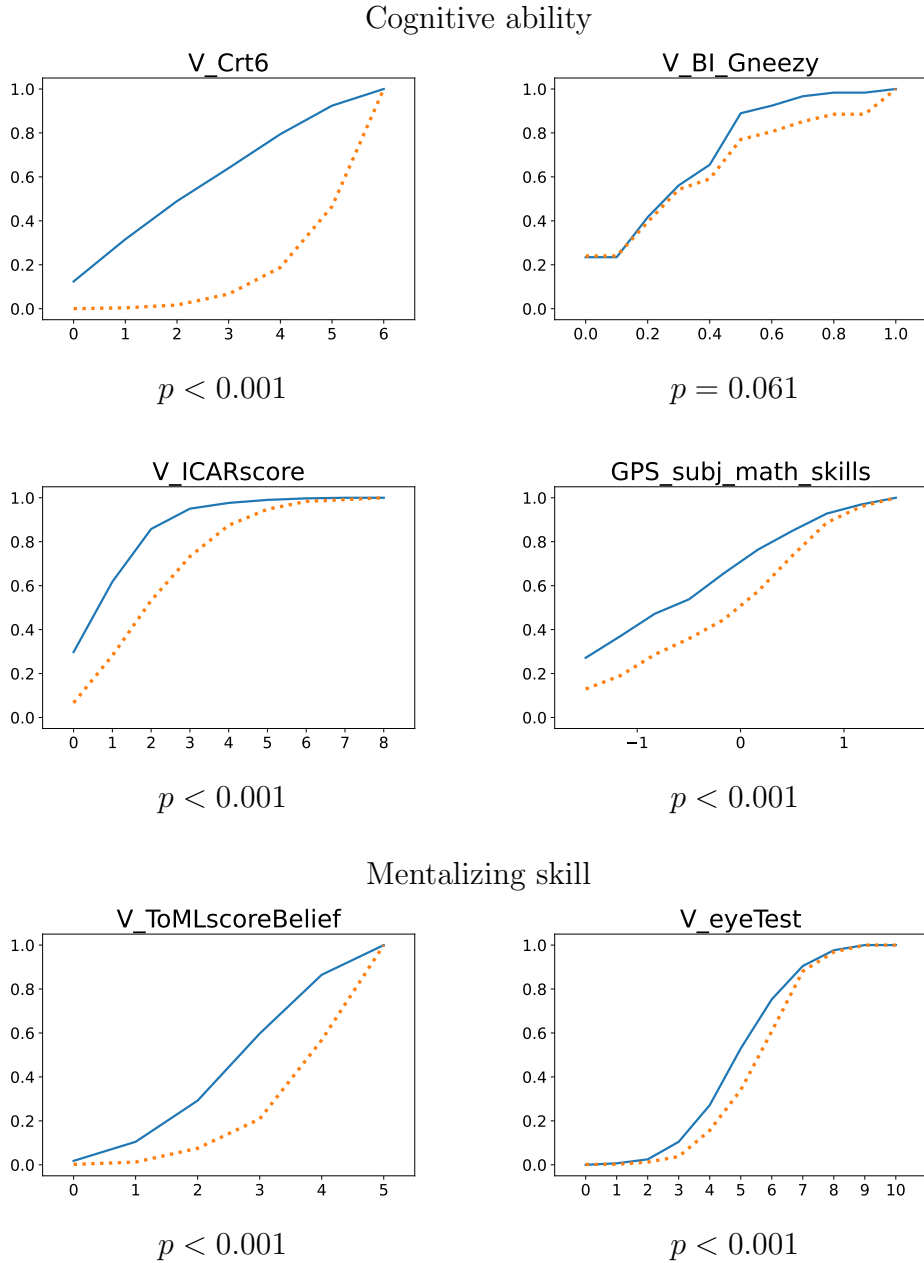 Cognitive ability
V_Crt6
1.0
0.8
0.6
0.4
0.2
0.0
0 1 2 3 4 5 6
p < 0.001
V_BI_Gneezy
1.0
0.8
0.6
0.4
0.2
0.0
0.0 0.2 0.4 0.6 0.8 1.0
p = 0.061
V_ICARscore
1.0
0.8
0.6
0.4
0.2
0.0
0 1 2 3 4 5 6 7 8
p < 0.001
GPS_subj_math_skills
1.0
0.8
0.6
0.4
0.2
0.0
−1 0 1
p < 0.001
Mentalizing skill
V_ToMLscoreBelief
1.0
0.8
0.6
0.4
0.2
0.0
0 1 2 3 4 5
p < 0.001
V_eyeTest
1.0
0.8
0.6
0.4
0.2
0.0
0 1 2 3 4 5 6 7 8 9 10
p < 0.001